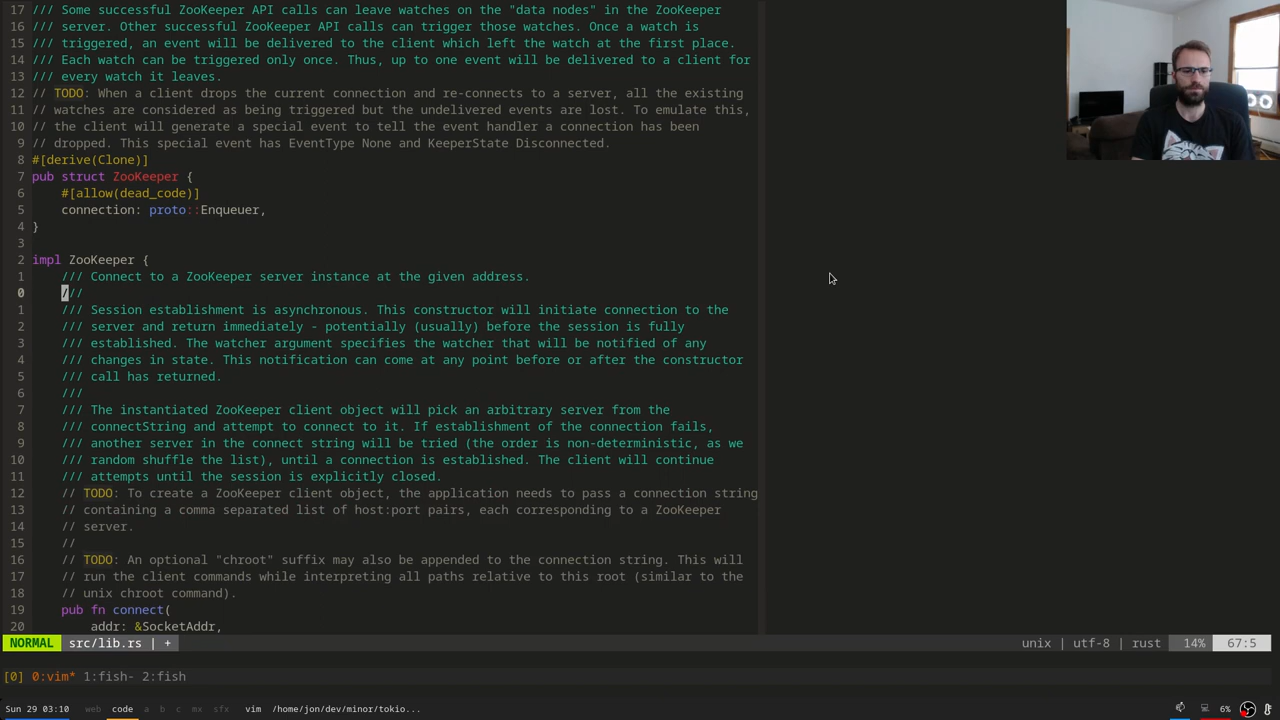 17 /// Some successful ZooKeeper API calls can leave watches on the "data nodes" in the ZooKeeper
16 /// server. Other successful ZooKeeper API calls can trigger those watches. Once a watch is
15 /// triggered, an event will be delivered to the client which left the watch at the first place.
14 /// Each watch can be triggered only once. Thus, up to one event will be delivered to a client for
13 /// every watch it leaves.
12 // TODO: When a client drops the current connection and re-connects to a server, all the existing
11 // watches are considered as being triggered but the undelivered events are lost. To emulate this,
10 // the client will generate a special event to tell the event handler a connection has been
9 // dropped. This special event has EventType None and KeeperState Disconnected.
8 #[derive(Clone)]
7 pub struct ZooKeeper {
6     #[allow(dead_code)]
5     connection: proto::Enqueuer,
4 }
3
2 impl ZooKeeper {
1     /// Connect to a ZooKeeper server instance at the given address.
0     ///
1     /// Session establishment is asynchronous. This constructor will initiate connection to the
2     /// server and return immediately - potentially (usually) before the session is fully
3     /// established. The watcher argument specifies the watcher that will be notified of any
4     /// changes in state. This notification can come at any point before or after the constructor
5     /// call has returned.
6     ///
7     /// The instantiated ZooKeeper client object will pick an arbitrary server from the
8     /// connectString and attempt to connect to it. If establishment of the connection fails,
9     /// another server in the connect string will be tried (the order is non-deterministic, as we
10     /// random shuffle the list), until a connection is established. The client will continue
11     /// attempts until the session is explicitly closed.
12     // TODO: To create a ZooKeeper client object, the application needs to pass a connection string
13     // containing a comma separated list of host:port pairs, each corresponding to a ZooKeeper
14     // server.
15     //
16     // TODO: An optional "chroot" suffix may also be appended to the connection string. This will
17     // run the client commands while interpreting all paths relative to this root (similar to the
18     // unix chroot command).
19     pub fn connect(
20         addr: &SocketAddr,
NORMAL src/lib.rs | + unix | utf-8 | rust 14% 67:5
[0] 0:vim* 1:fish- 2:fish
Sun 29 03:10 web code a b c mx sfx vim /home/jon/dev/minor/tokio... 6%